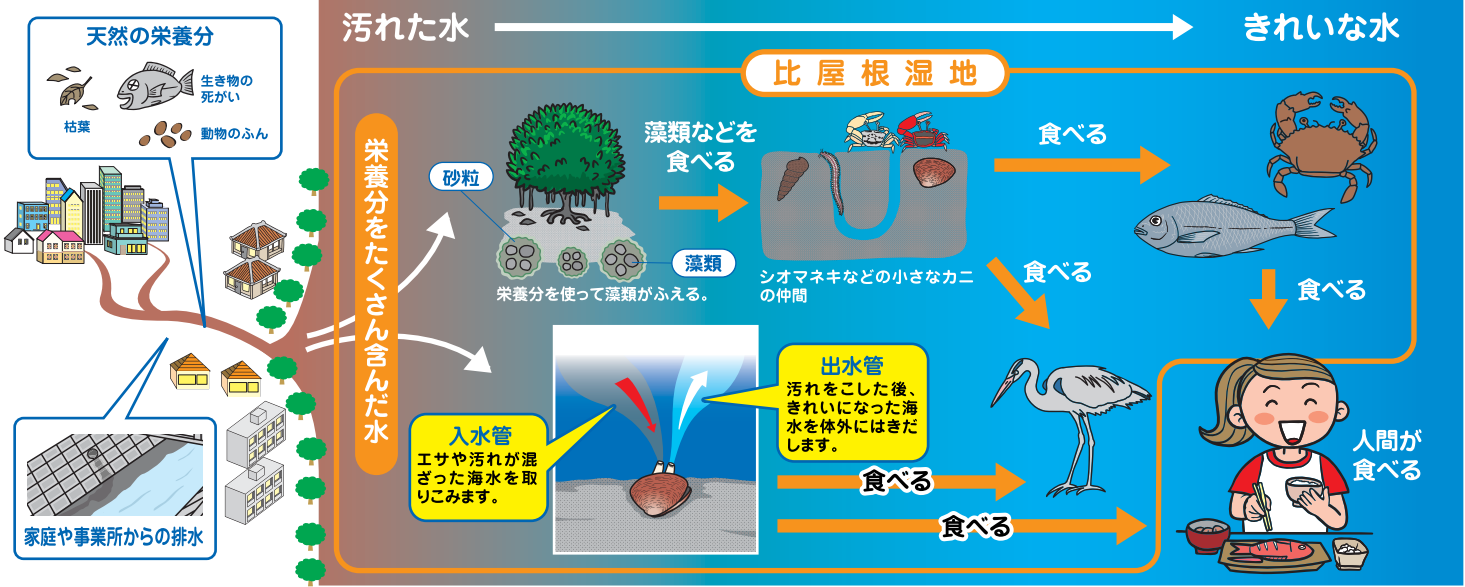 天然の栄養分
枯葉
生き物の
死がい
動物のふん
家庭や事業所からの排水
汚れた水
きれいな水
比屋根湿地
栄養分をたくさん含んだ水
砂粒
藻類
栄養分を使って藻類がふえる。
藻類などを
食べる
シオマネキなどの小さなカニ
の仲間
食べる
食べる
食べる
入水管
エサや汚れが混
ざった海水を取
りこみます。
出水管
汚れをこした後、
きれいになった海
水を体外にはきだ
します。
食べる
食べる
人間が
食べる